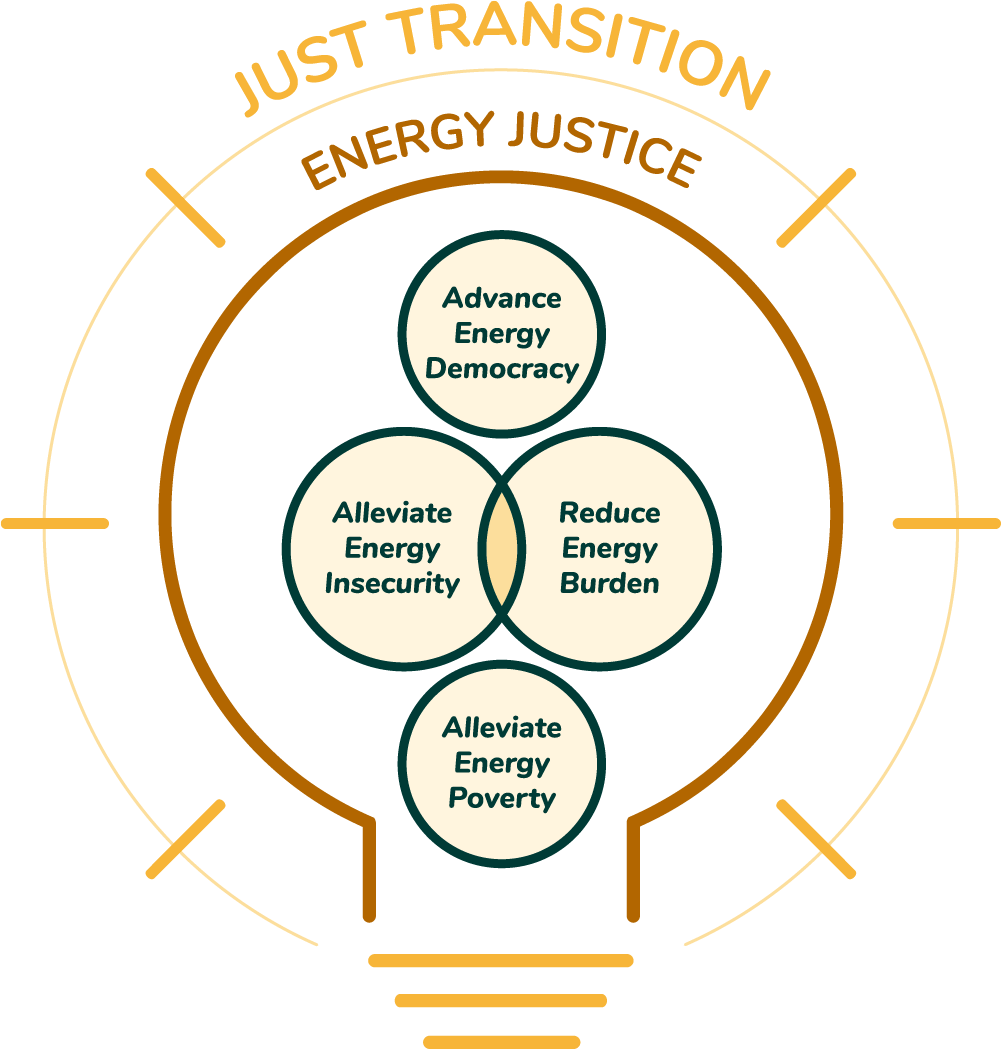 JUST TRANSITION
ENERGY JUSTICE
Advance
Energy
Democracy
Alleviate
Energy
Insecurity
Reduce
Energy
Burden
Alleviate
Energy
Poverty